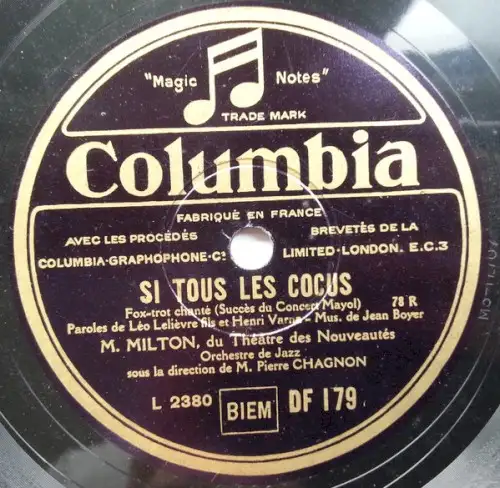 "Magic Notes"
TRADE MARK
Columbia
FABRIQUÉ EN FRANCE
AVEC LES PROCÉDÉS BREVETÉS DE LA
COLUMBIA-GRAPHOPHONE-Cº LIMITED-LONDON. E.C.3
SI TOUS LES COCUS
Fox-trot chanté (Succès du Concert Mayol) 78 R
Paroles de Léo Lelièvre fils et Henri Varna - Mus. de Jean Boyer
M. MILTON, du Théatre des Nouveautés
Orchestre de Jazz
sous la direction de M. Pierre CHAGNON
L 2380 BIEM DF 179